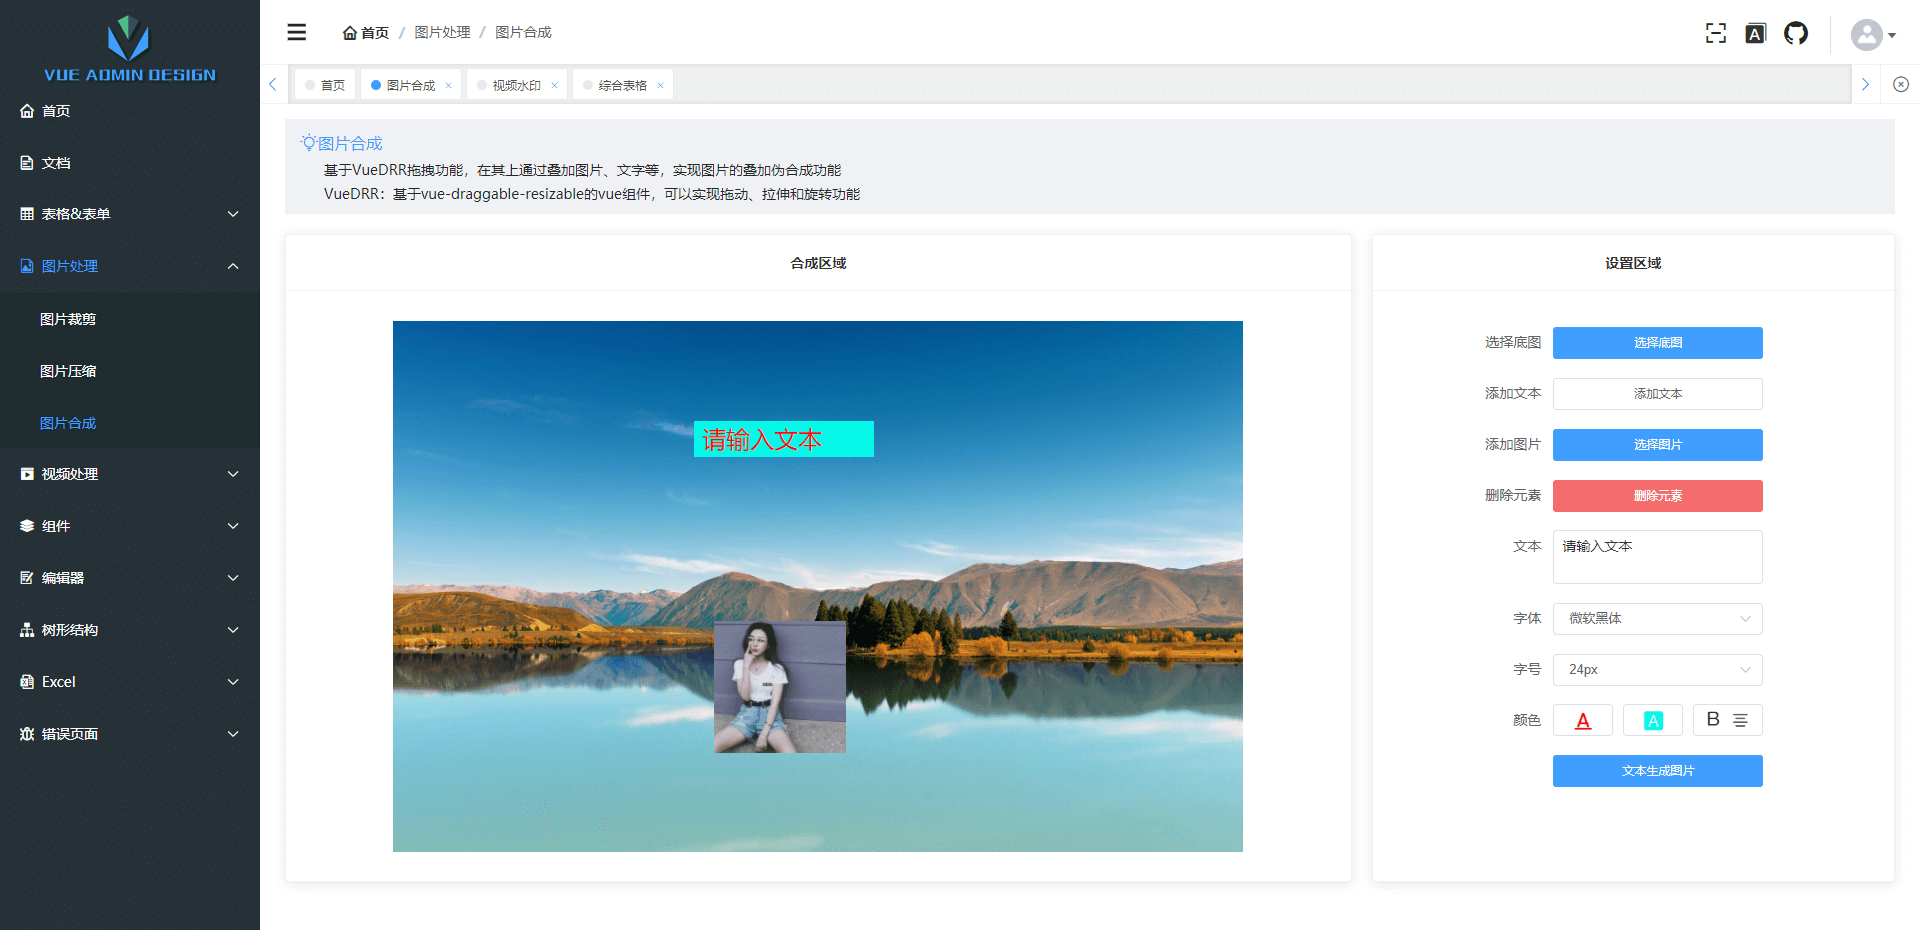 VUE ADMIN DESIGN
首页
文档
表格&表单
图片处理
图片裁剪
图片压缩
图片合成
视频处理
组件
编辑器
树形结构
Excel
错误页面
首页 / 图片处理 / 图片合成
首页
图片合成
视频水印
综合表格
图片合成
基于VueDRR拖拽功能，在其上通过叠加图片、文字等，实现图片的叠加伪合成功能
VueDRR：基于vue-draggable-resizable的vue组件，可以实现拖动、拉伸和旋转功能
合成区域
请输入文本
设置区域
选择底图 选择底图
添加文本 添加文本
添加图片 选择图片
删除元素 删除元素
文本 请输入文本
字体 微软黑体
字号 24px
颜色 A A B
文本生成图片